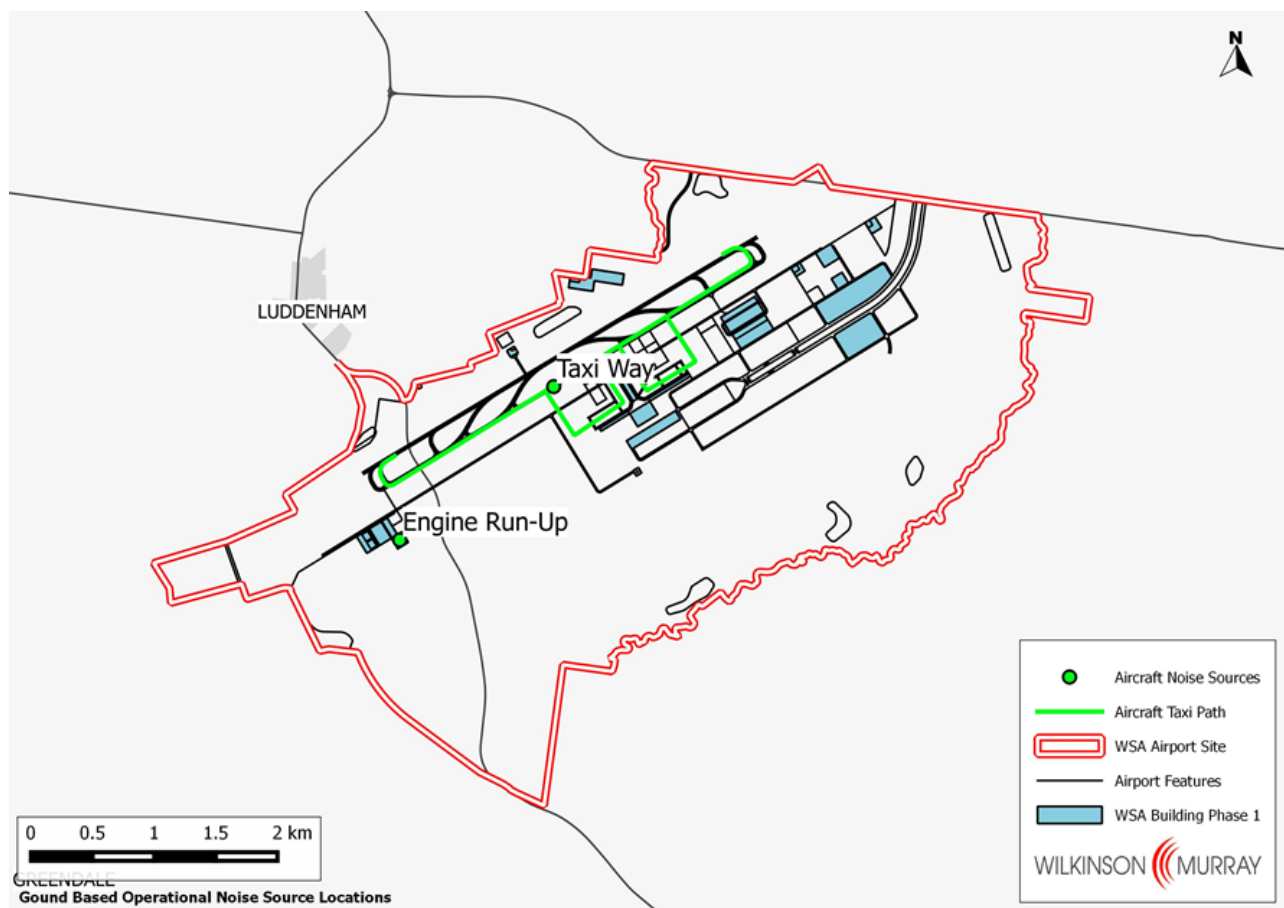 N
LUDDENHAM
Taxi Way
Engine Run-Up
Aircraft Noise Sources
Aircraft Taxi Path
WSA Airport Site
Airport Features
WSA Building Phase 1
WILKINSON MURRAY
0 0.5 1 1.5 2 km
GREENDALE
Gound Based Operational Noise Source Locations